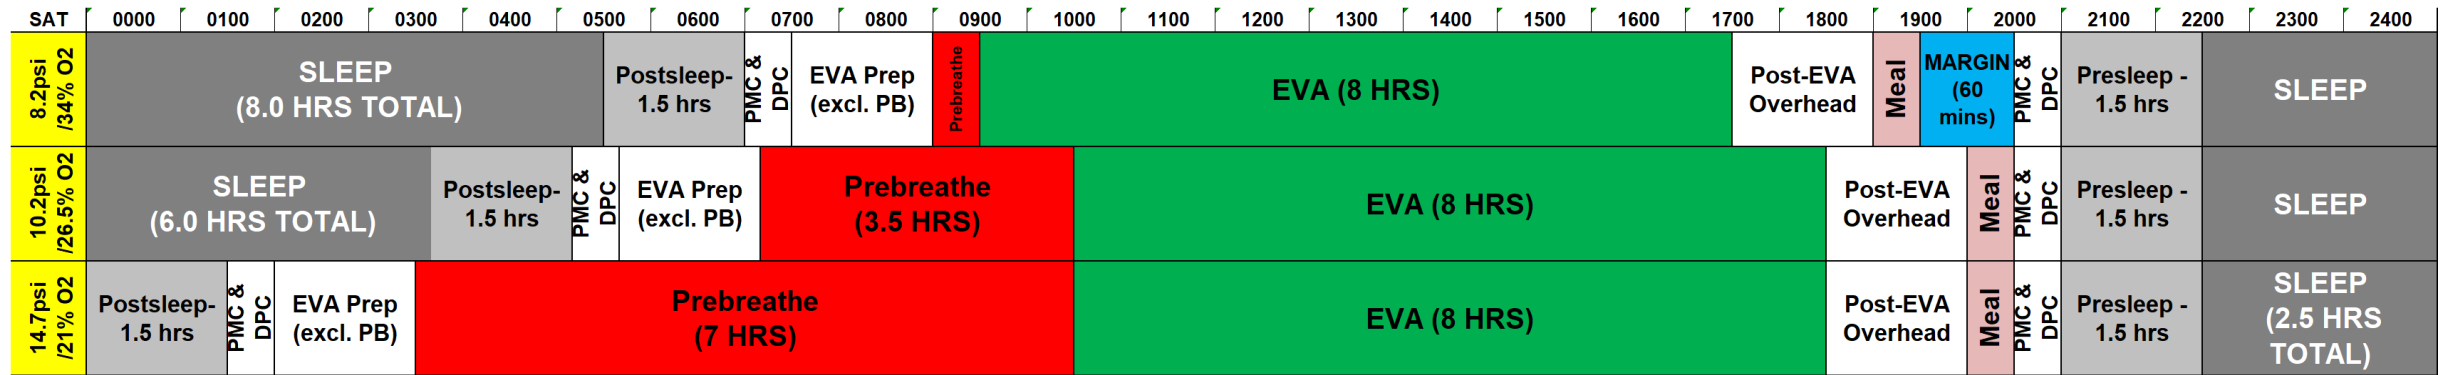 SAT 0000 0100 0200 0300 0400 0500 0600 0700 0800 0900 1000 1100 1200 1300 1400 1500 1600 1700 1800 1900 2000 2100 2200 2300 2400
8.2psi
/34% O2
SLEEP
(8.0 HRS TOTAL)
Postsleep-
1.5 hrs
PMC &
DPC
EVA Prep
(excl. PB)
Prebreathe
EVA (8 HRS)
Post-EVA
Overhead
Meal
MARGIN
(60
mins)
PMC &
DPC
Presleep -
1.5 hrs
SLEEP
10.2psi
/26.5% O2
SLEEP
(6.0 HRS TOTAL)
Postsleep-
1.5 hrs
PMC &
DPC
EVA Prep
(excl. PB)
Prebreathe
(3.5 HRS)
EVA (8 HRS)
Post-EVA
Overhead
Meal
PMC &
DPC
Presleep -
1.5 hrs
SLEEP
14.7psi
/21% O2
Postsleep-
1.5 hrs
PMC &
DPC
EVA Prep
(excl. PB)
Prebreathe
(7 HRS)
EVA (8 HRS)
Post-EVA
Overhead
Meal
PMC &
DPC
Presleep -
1.5 hrs
SLEEP
(2.5 HRS
TOTAL)